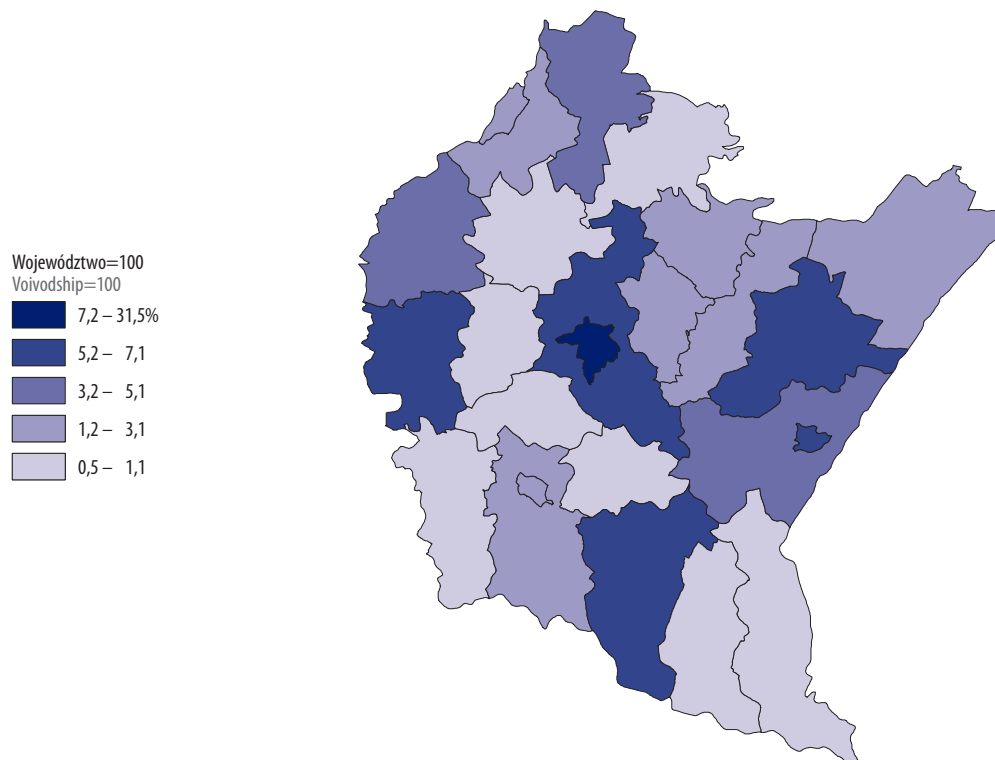 Województwo=100
Voivodship=100
7,2 – 31,5%
5,2 – 7,1
3,2 – 5,1
1,2 – 3,1
0,5 – 1,1